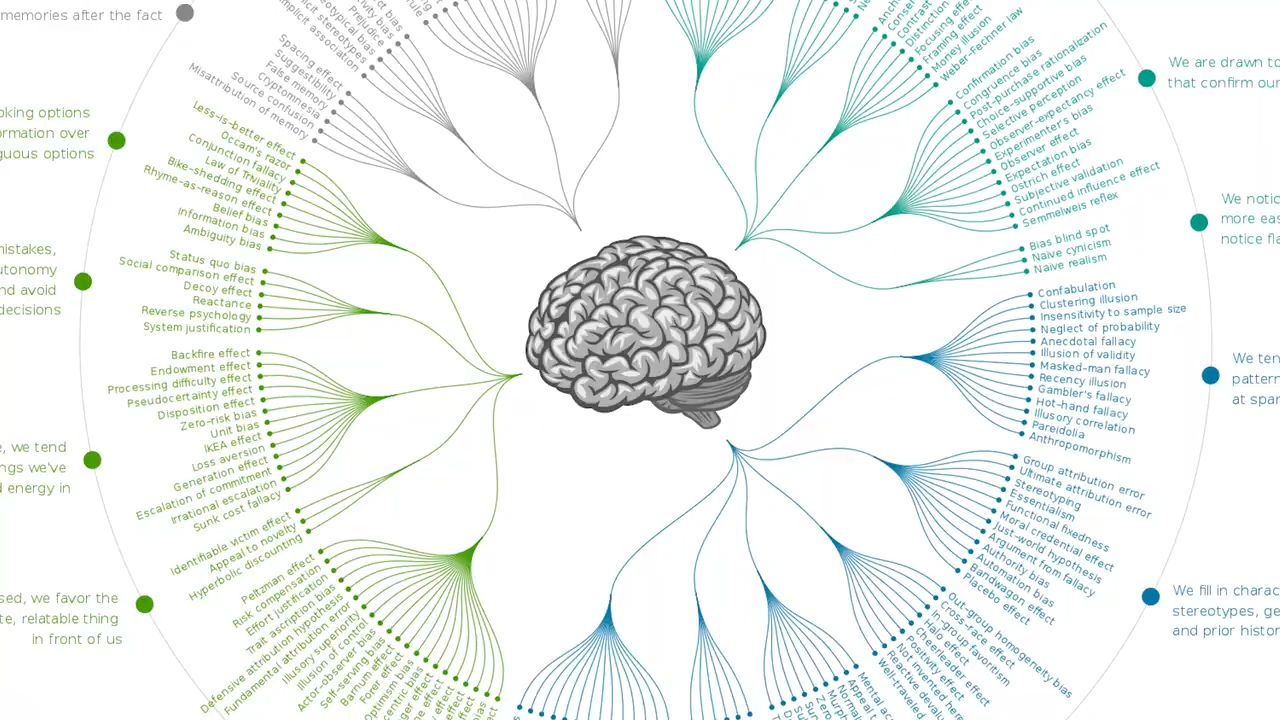 memories after the fact
Prejudice
implicit association
Spacing effect
Suggestibility
False memory
Cryptomnesia
Source confusion
Misattribution of memory
Less-is-better effect
Occam's razor
Conjunction fallacy
Law of Triviality
Bike-shedding effect
Rhyme-as-reason effect
Belief bias
Information bias
Ambiguity bias
Status quo bias
Social comparison effect
Decoy effect
Reactance
Reverse psychology
System justification
Backfire effect
Endowment effect
Processing difficulty effect
Pseudocertainty effect
Disposition effect
Zero-risk bias
Unit bias
IKEA effect
Loss aversion
Generation effect
Escalation of commitment
Irrational escalation
Sunk cost fallacy
Identifiable victim effect
Appeal to novelty
Hyperbolic discounting
Peltzman effect
Risk compensation
Effort justification
Trait ascription bias
Defensive attribution hypothesis
Fundamental attribution error
Illusory superiority
Illusion of control
Actor-observer bias
Self-serving bias
Barnum effect
Forer effect
options
over
guous options
mistakes,
utonomy
nd avoid
decisions
, we tend
ngs we've
d energy in
sed, we favor the
te, relatable thing
in front of us
Distinction
Focusing effect
Framing effect
Money illusion
Weber-Fechner law
Confirmation bias
Congruence bias
Post-purchase rationalization
Choice-supportive bias
Selective perception
Observer-expectancy effect
Experimenter's bias
Observer effect
Expectation bias
Ostrich effect
Subjective validation
Continued influence effect
Semmelweis reflex
Bias blind spot
Naïve cynicism
Naïve realism
Confabulation
Clustering illusion
Insensitivity to sample size
Neglect of probability
Anecdotal fallacy
Illusion of validity
Masked-man fallacy
Recency illusion
Gambler's fallacy
Hot-hand fallacy
Illusory correlation
Pareidolia
Anthropomorphism
Group attribution error
Ultimate attribution error
Stereotyping
Essentialism
Functional fixedness
Moral credential effect
Just-world hypothesis
Argument from fallacy
Authority bias
Automation bias
Bandwagon effect
Placebo effect
Out-group homogeneity bias
Cross-race effect
In-group favoritism
Halo effect
Cheerleader effect
Positivity effect
Not invented here
Reactive devalu
Well-traveled
Mental ac
Appeal t
Normal
Murph
Zero
We are drawn to
that confirm our
We notic
more eas
notice fla
We ten
pattern
at spar
We fill in charac
stereotypes, ge
and prior histor